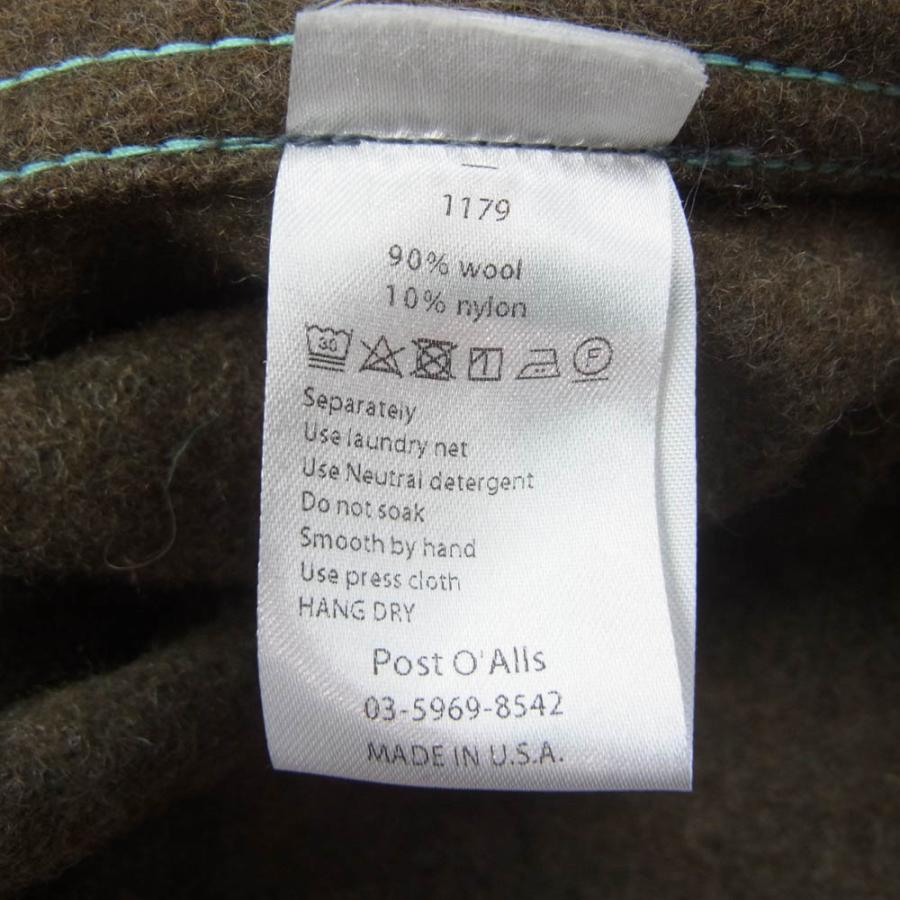 1179
90% wool
10% nylon
30 F
Separately
Use laundry net
Use Neutral detergent
Do not soak
Smooth by hand
Use press cloth
HANG DRY
Post O'Alls
03-5969-8542
MADE IN U.S.A.